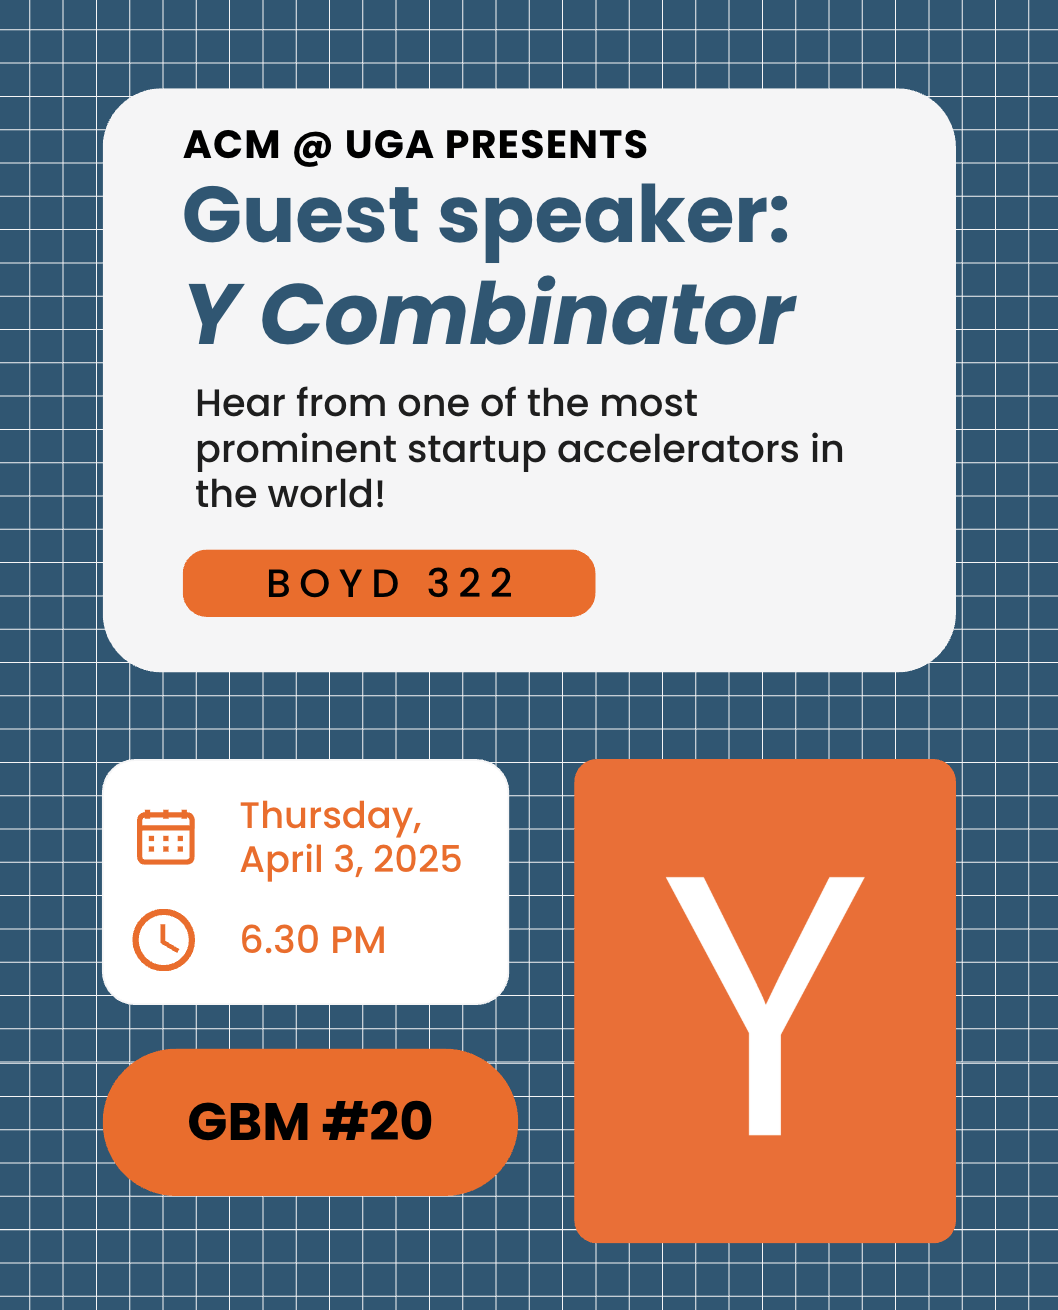 ACM @ UGA PRESENTS
Guest speaker:
Y Combinator
Hear from one of the most
prominent startup accelerators in
the world!
BOYD 322
Thursday,
April 3, 2025
6.30 PM
GBM #20
Y